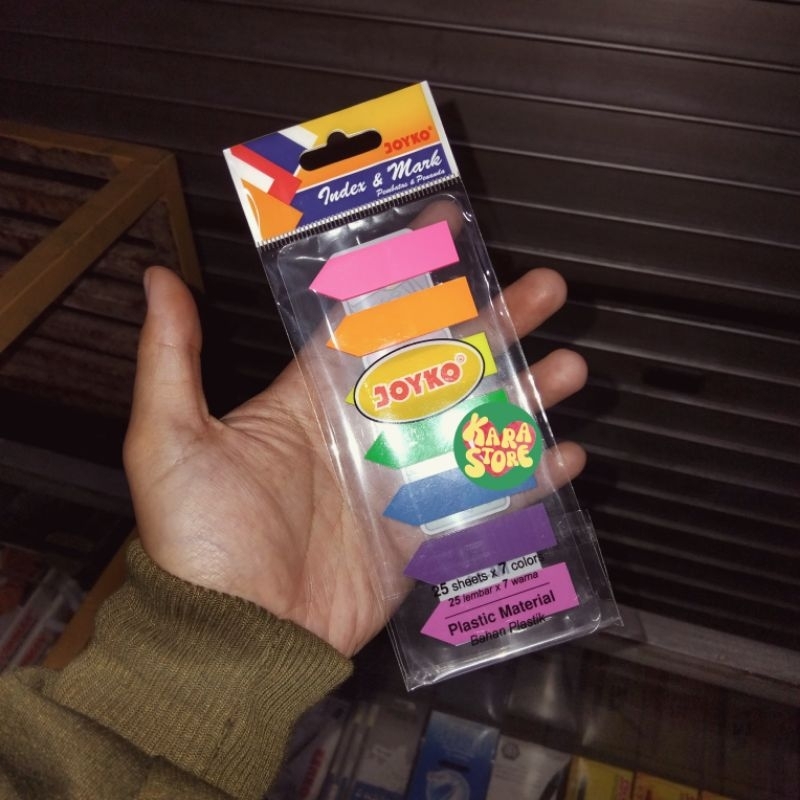 JOYKO
Index & Mark
Pembatas & Penanda
JOYKO
KARA
STORE
25 sheets x 7 colors
25 lembar x 7 warna
Plastic Material
Bahan Plastik